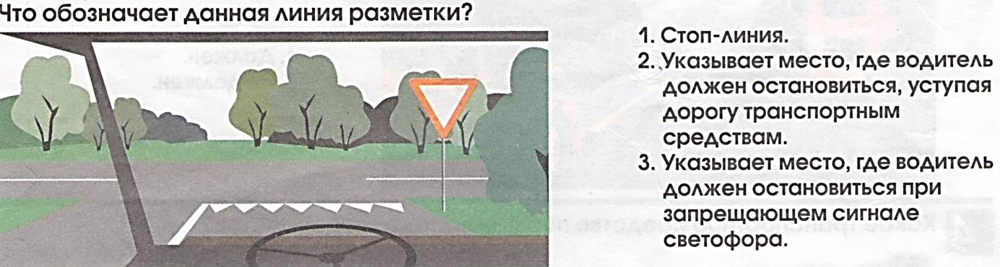 Что обозначает данная линия разметки?
1. Стоп-линия.
2. Указывает место, где водитель
должен остановиться, уступая
дорогу транспортным
средствам.
3. Указывает место, где водитель
должен остановиться при
запрещающем сигнале
светофора.